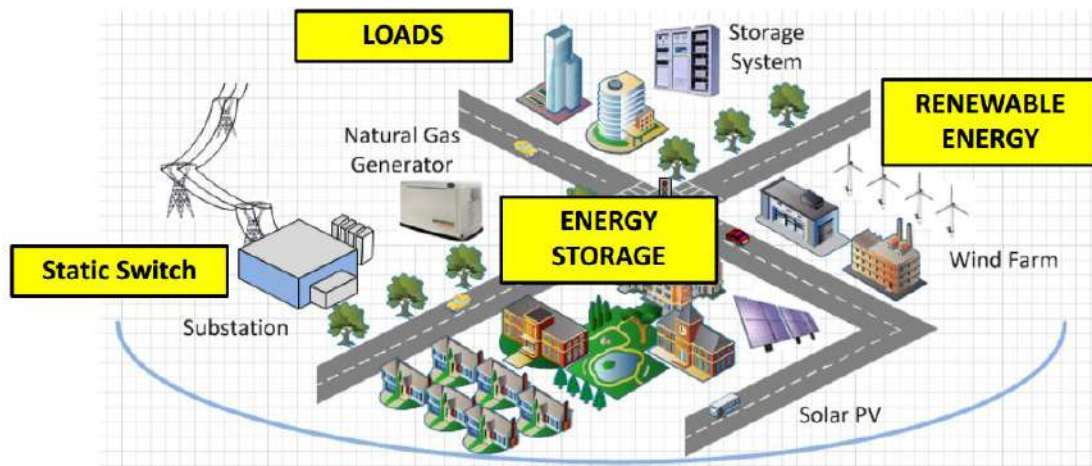 LOADS
Storage
System
RENEWABLE
ENERGY
Natural Gas
Generator
ENERGY
STORAGE
Static Switch
Wind Farm
Substation
Solar PV